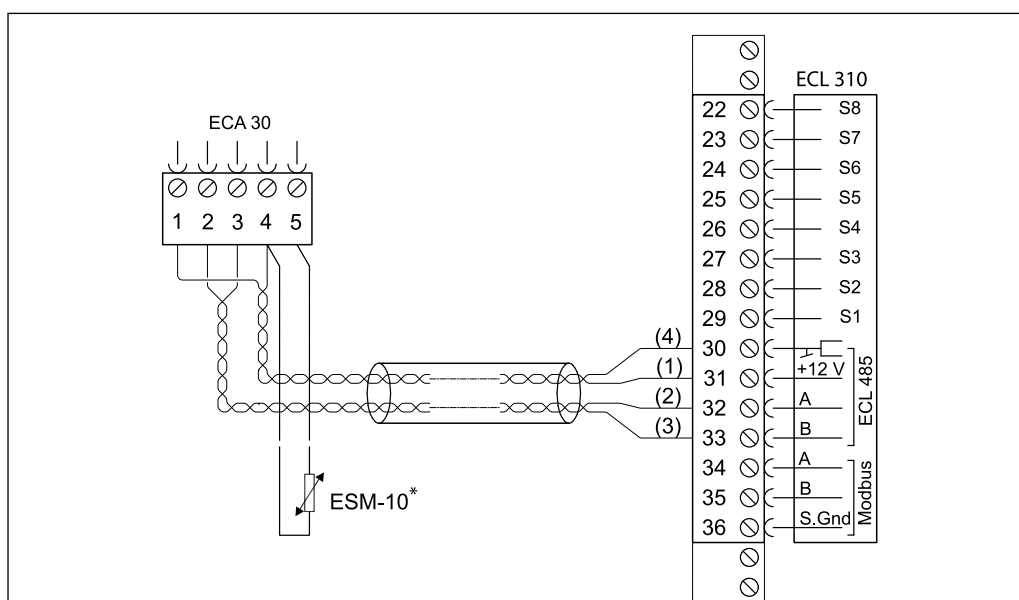 ECL 310
ECA 30
1 2 3 4 5
22 S8
23 S7
24 S6
25 S5
26 S4
27 S3
28 S2
29 S1
(4) 30
(1) 31 +12 V
(2) 32 A
(3) 33 B
ECL 485
34 A
35 B
36 S.Gnd
Modbus
ESM-10*